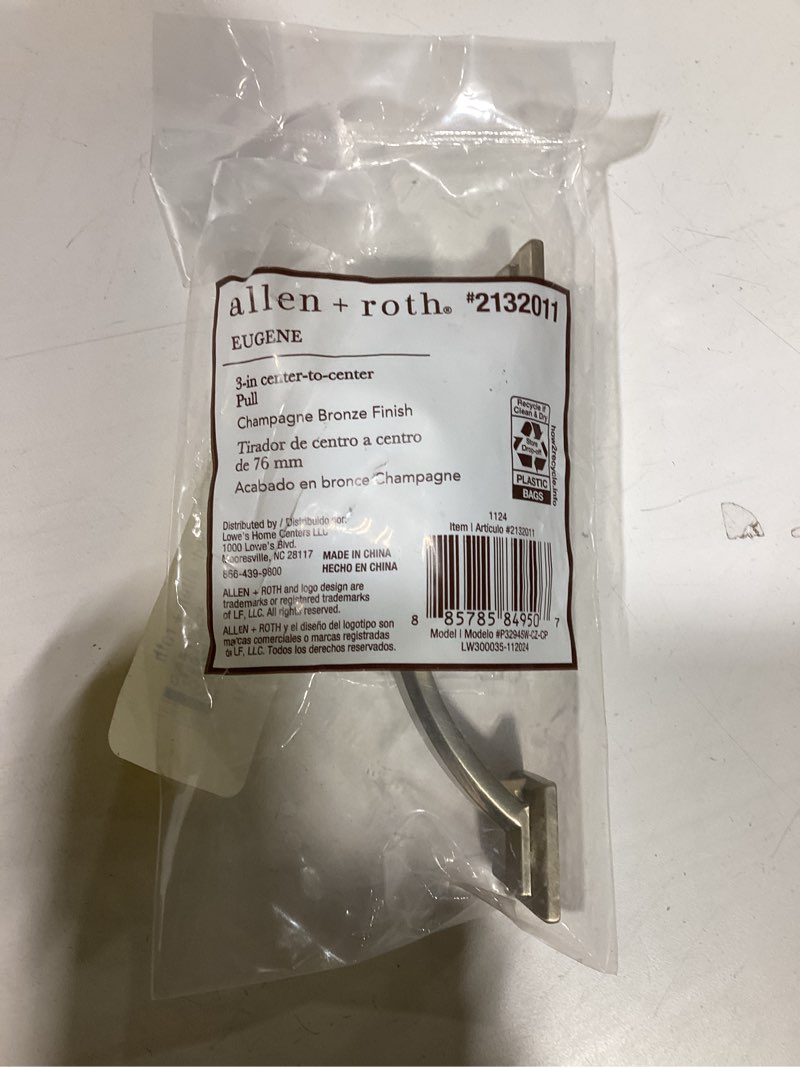 allen + roth® #2132011
EUGENE
3-in center-to-center
Pull
Champagne Bronze Finish
Tirador de centro a centro
de 76 mm
Acabado en bronce Champagne
Recycle if
Clean & Dry
Store
Drop-off
PLASTIC
BAGS
how2recycle.info
Distributed by / Distribuido por:
Lowe's Home Centers LLC
1000 Lowe's Blvd.
Mooresville, NC 28117
866-439-9800
MADE IN CHINA
HECHO EN CHINA
ALLEN + ROTH and logo design are
trademarks or registered trademarks
of LF, LLC. All rights reserved.
ALLEN + ROTH y el diseño del logotipo son
marcas comerciales o marcas registradas
de LF, LLC. Todos los derechos reservados.
1124
Item | Artículo #2132011
8 85785 84950 7
Model | Modelo #P32945W-CZ-CP
LW300035-112024